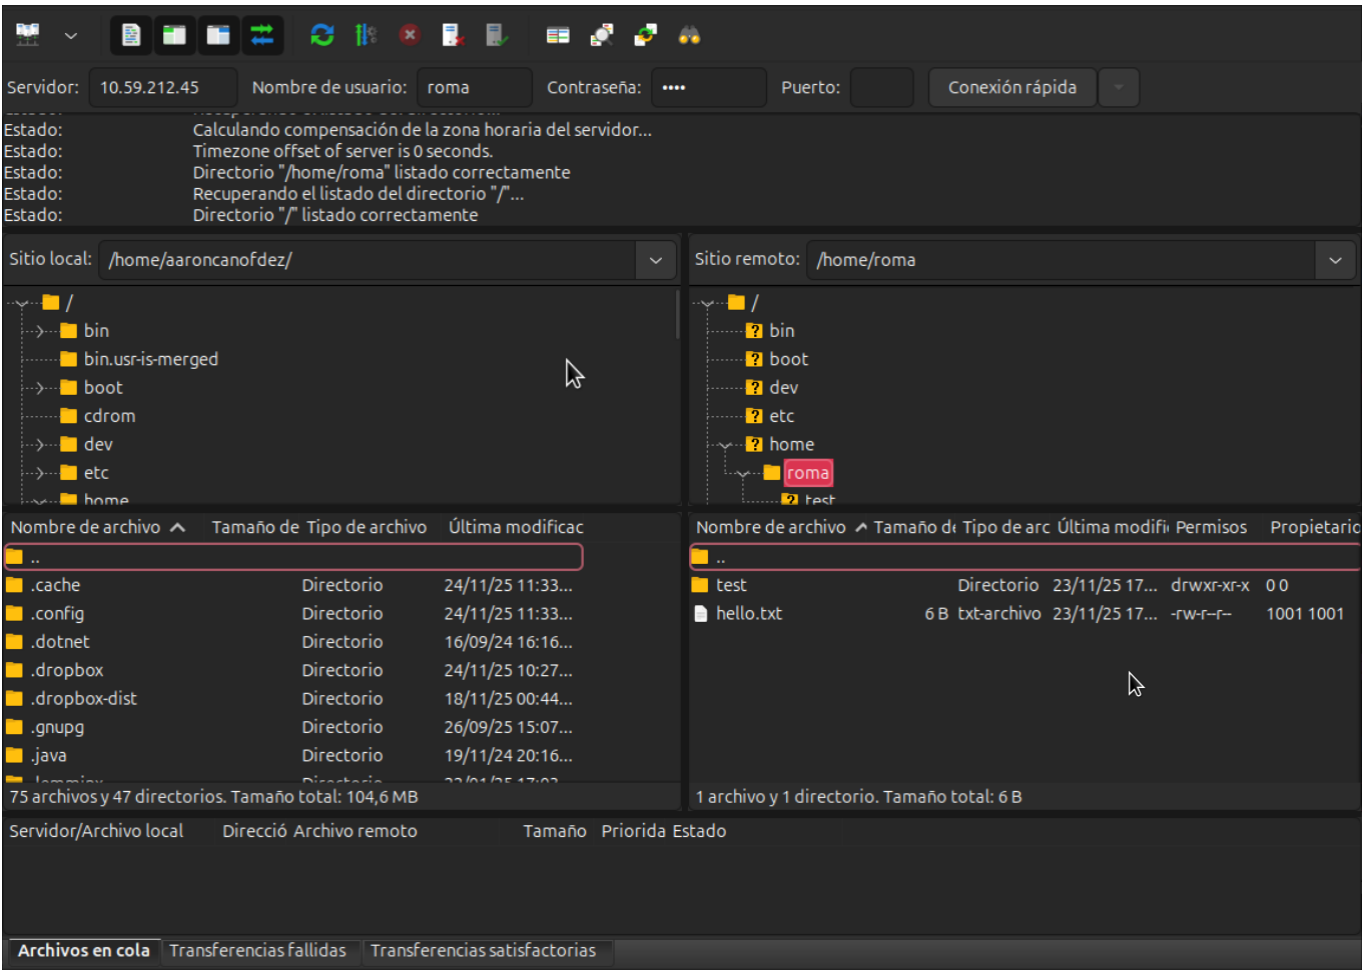 Servidor: 10.59.212.45 Nombre de usuario: roma Contraseña: •••• Puerto: Conexión rápida
Estado: Calculando compensación de la zona horaria del servidor...
Estado: Timezone offset of server is 0 seconds.
Estado: Directorio "/home/roma" listado correctamente
Estado: Recuperando el listado del directorio "/"...
Estado: Directorio "/" listado correctamente
Sitio local: /home/aaroncanofdez/
/
bin
bin.usr-is-merged
boot
cdrom
dev
etc
home
Sitio remoto: /home/roma
/
bin
boot
dev
etc
home
roma
test
Nombre de archivo Tamaño de Tipo de archivo Última modificac
..
.cache Directorio 24/11/25 11:33...
.config Directorio 24/11/25 11:33...
.dotnet Directorio 16/09/24 16:16...
.dropbox Directorio 24/11/25 10:27...
.dropbox-dist Directorio 18/11/25 00:44...
.gnupg Directorio 26/09/25 15:07...
.java Directorio 19/11/24 20:16...
75 archivos y 47 directorios. Tamaño total: 104,6 MB
Nombre de archivo Tamaño de Tipo de arc Última modifi Permisos Propietario
..
test Directorio 23/11/25 17... drwxr-xr-x 0 0
hello.txt 6 B txt-archivo 23/11/25 17... -rw-r--r-- 1001 1001
1 archivo y 1 directorio. Tamaño total: 6 B
Servidor/Archivo local Direcció Archivo remoto Tamaño Priorida Estado
Archivos en cola Transferencias fallidas Transferencias satisfactorias